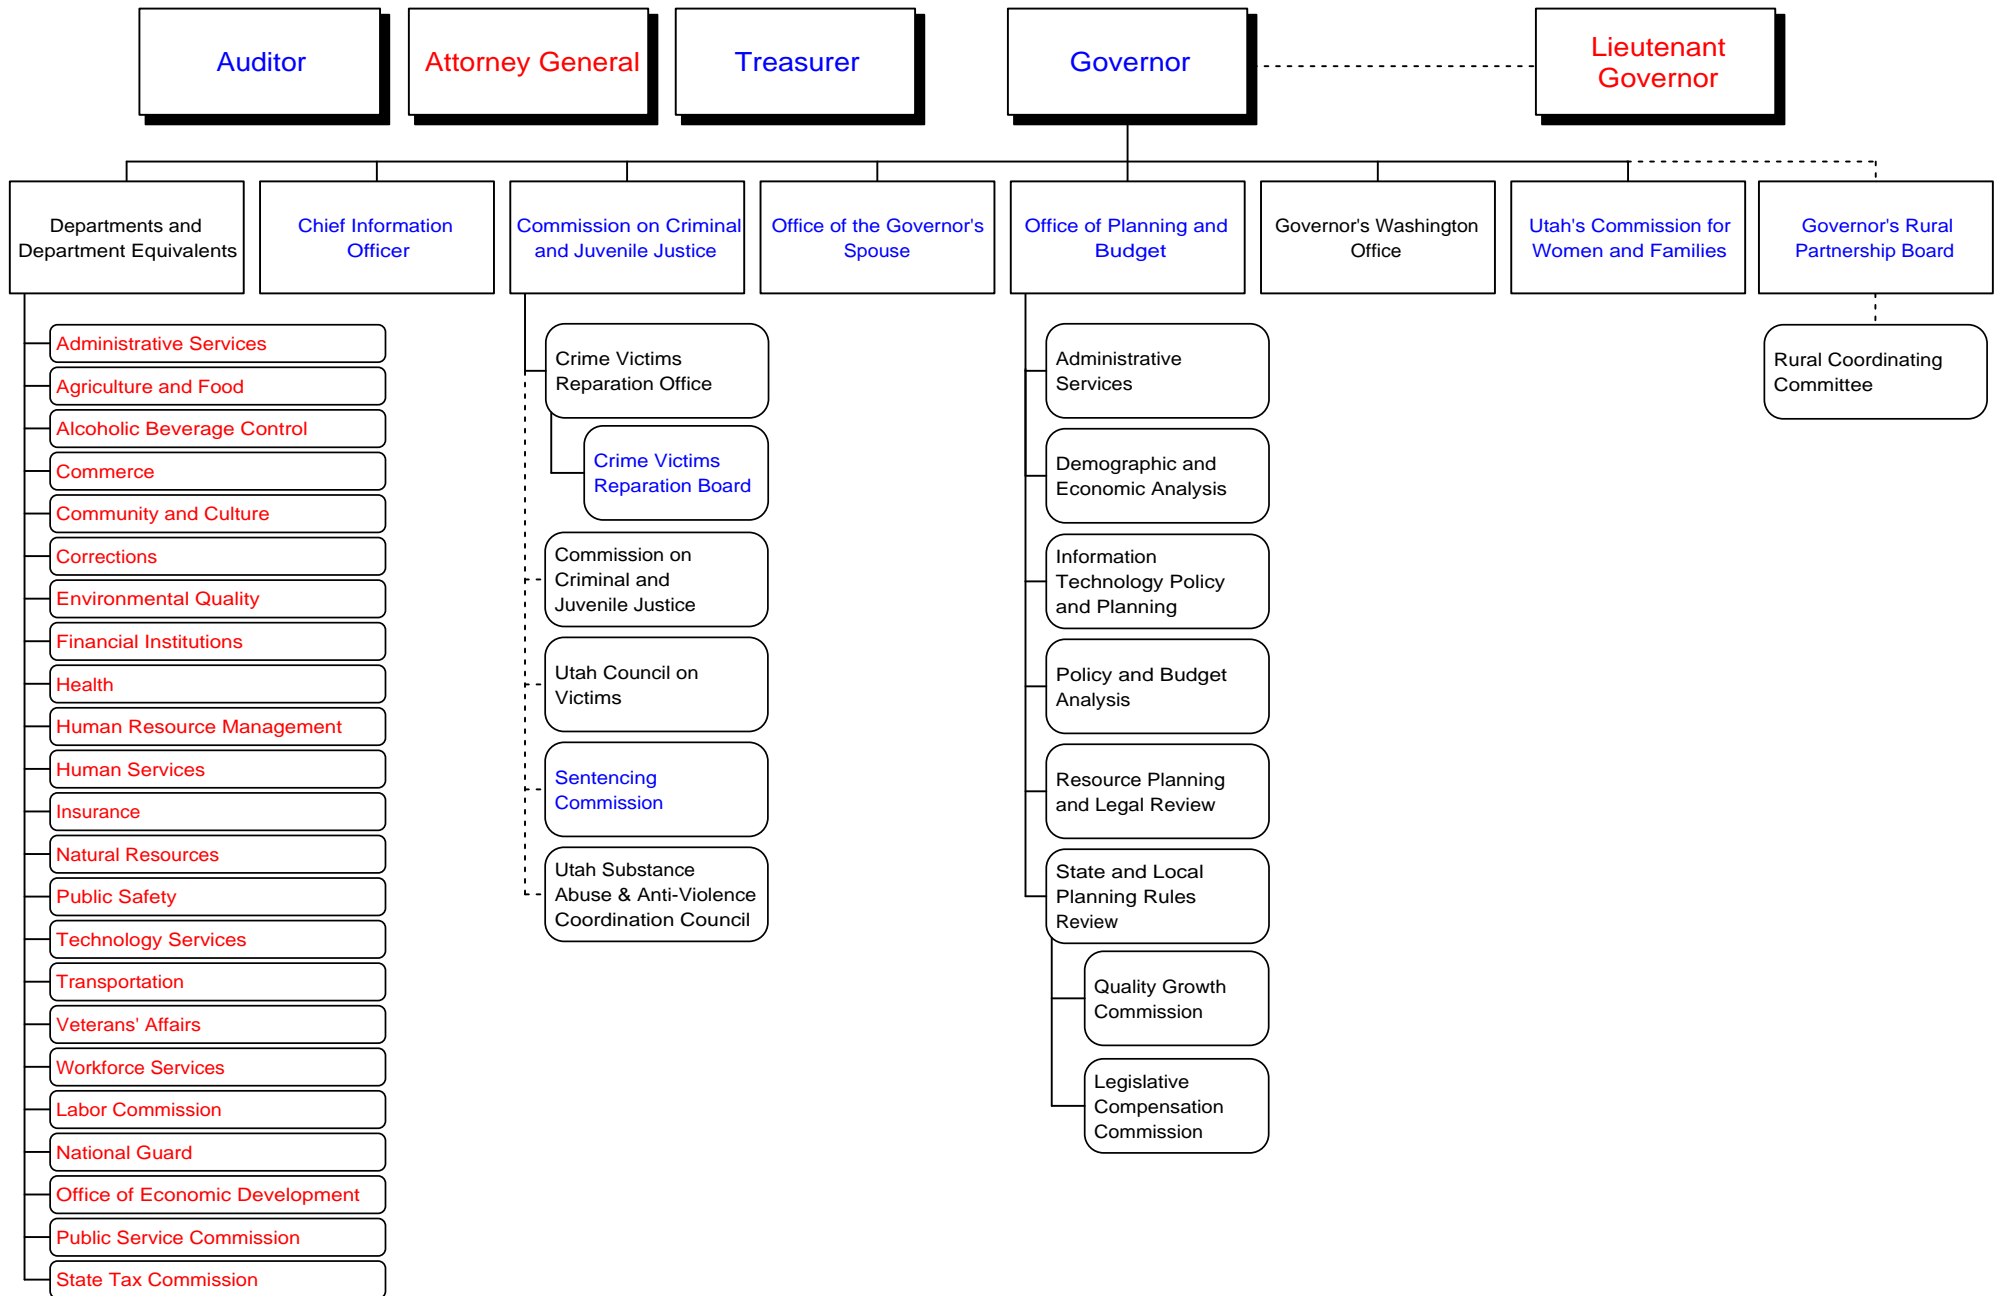 Auditor
Attorney General
Treasurer
Governor
Lieutenant
Governor
Departments and
Department Equivalents
Chief Information
Officer
Commission on Criminal
and Juvenile Justice
Office of the Governor's
Spouse
Office of Planning and
Budget
Governor's Washington
Office
Utah's Commission for
Women and Families
Governor's Rural
Partnership Board
Administrative Services
Agriculture and Food
Alcoholic Beverage Control
Commerce
Community and Culture
Corrections
Environmental Quality
Financial Institutions
Health
Human Resource Management
Human Services
Insurance
Natural Resources
Public Safety
Technology Services
Transportation
Veterans' Affairs
Workforce Services
Labor Commission
National Guard
Office of Economic Development
Public Service Commission
State Tax Commission
Crime Victims
Reparation Office
Crime Victims
Reparation Board
Commission on
Criminal and
Juvenile Justice
Utah Council on
Victims
Sentencing
Commission
Utah Substance
Abuse & Anti-Violence
Coordination Council
Administrative
Services
Demographic and
Economic Analysis
Information
Technology Policy
and Planning
Policy and Budget
Analysis
Resource Planning
and Legal Review
State and Local
Planning Rules
Review
Quality Growth
Commission
Legislative
Compensation
Commission
Rural Coordinating
Committee